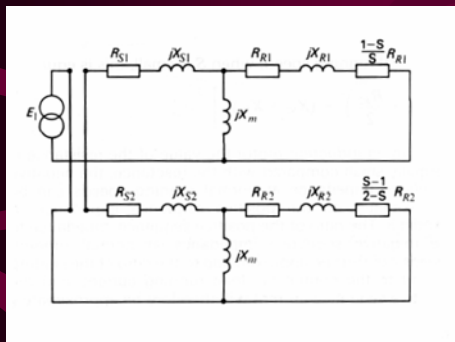 R_S1 jX_S1 R_R1 jX_R1 1-S/S R_R1
E_1
jX_m
R_S2 jX_S2 R_R2 jX_R2 S-1/2-S R_R2
jX_m